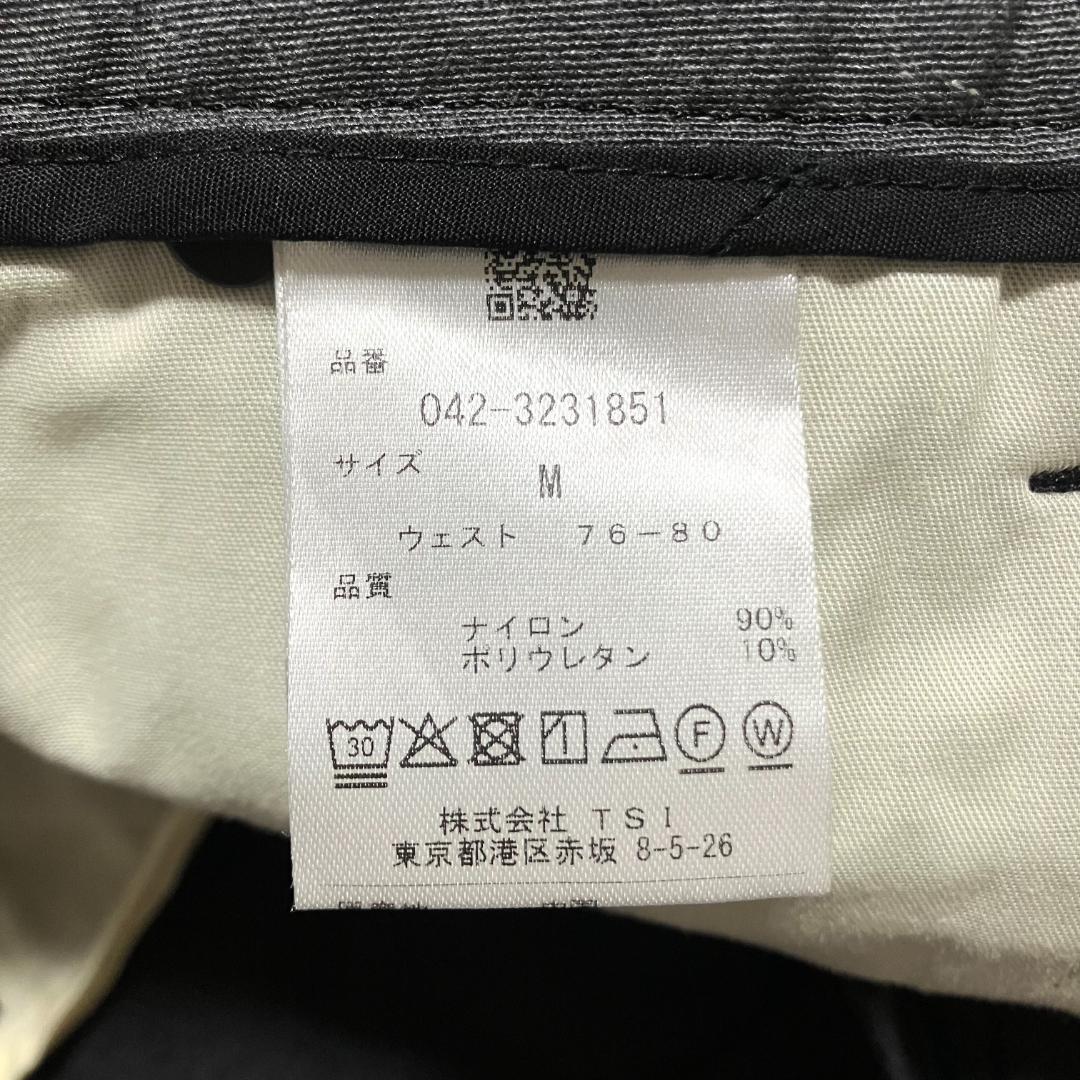 品番
042-3231851
サイズ
M
ウェスト 76-80
品質
ナイロン 90%
ポリウレタン 10%
30 F W
株式会社 TSI
東京都港区赤坂 8-5-26